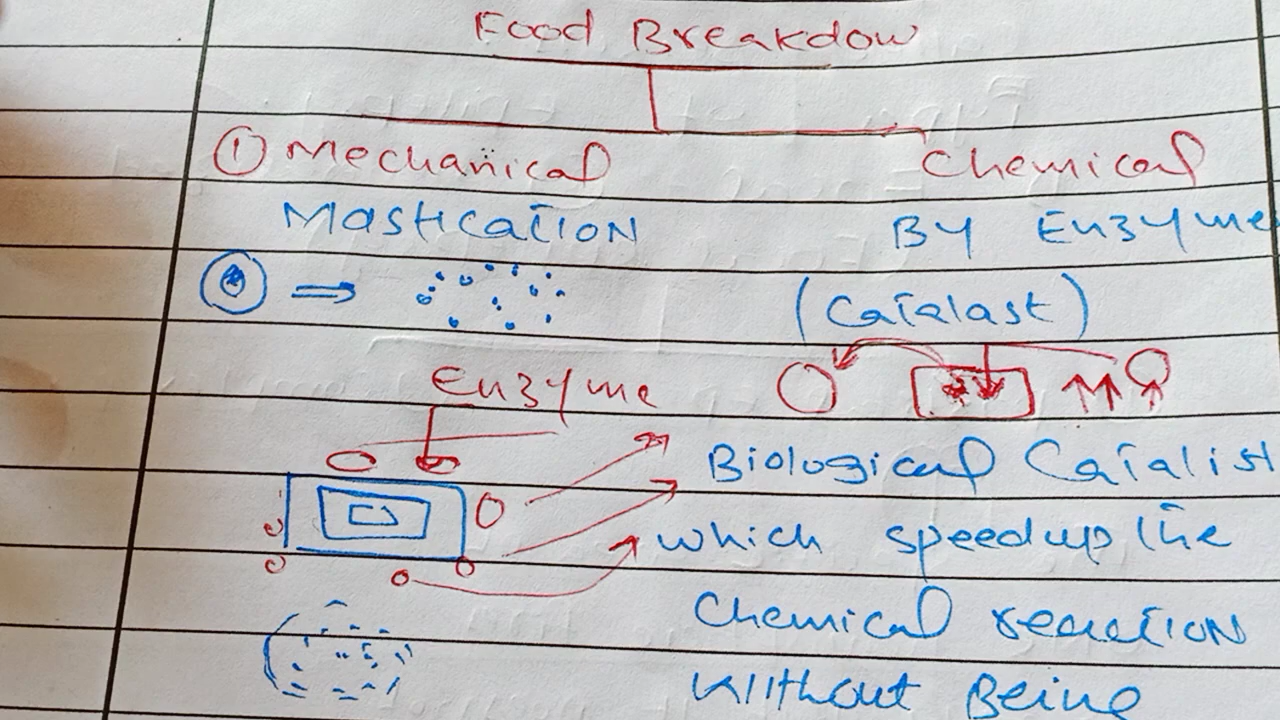 Food Breakdow
① Mechanical Chemical
Mastication By Enzyme
(Catalast)
Enzyme
Biological Catalist
which speedup the
Chemical reaction
Without Being